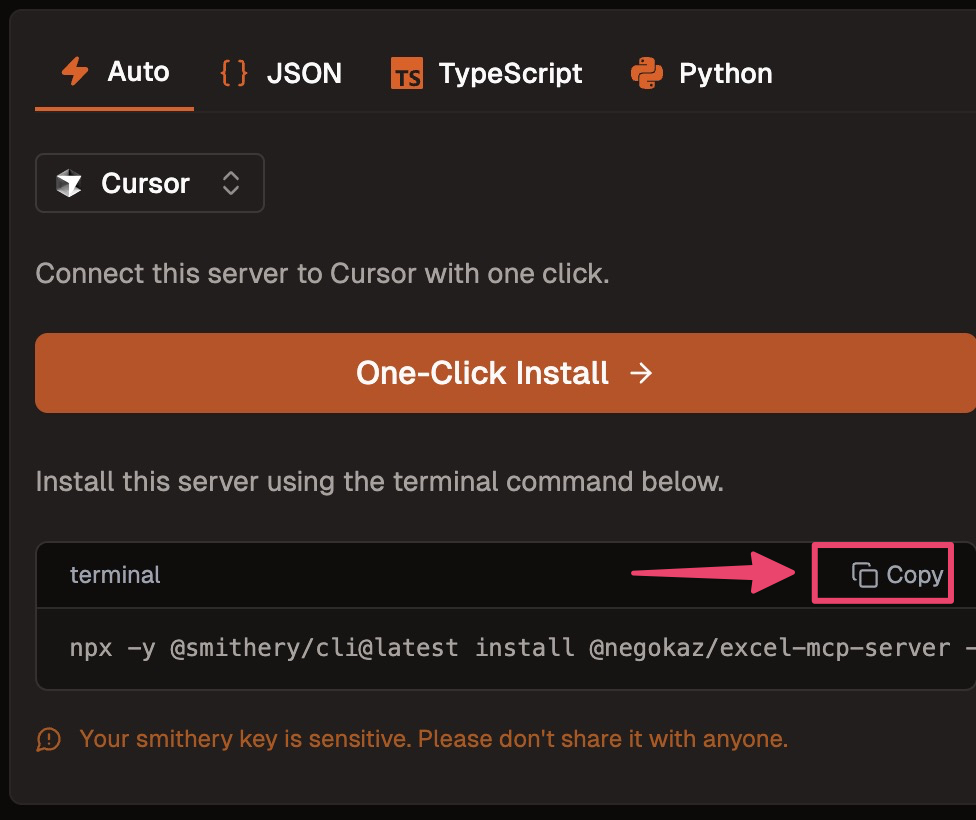 Auto {} JSON TS TypeScript Python
Cursor
Connect this server to Cursor with one click.
One-Click Install →
Install this server using the terminal command below.
terminal Copy
npx -y @smithery/cli@latest install @negokaz/excel-mcp-server -
Your smithery key is sensitive. Please don't share it with anyone.